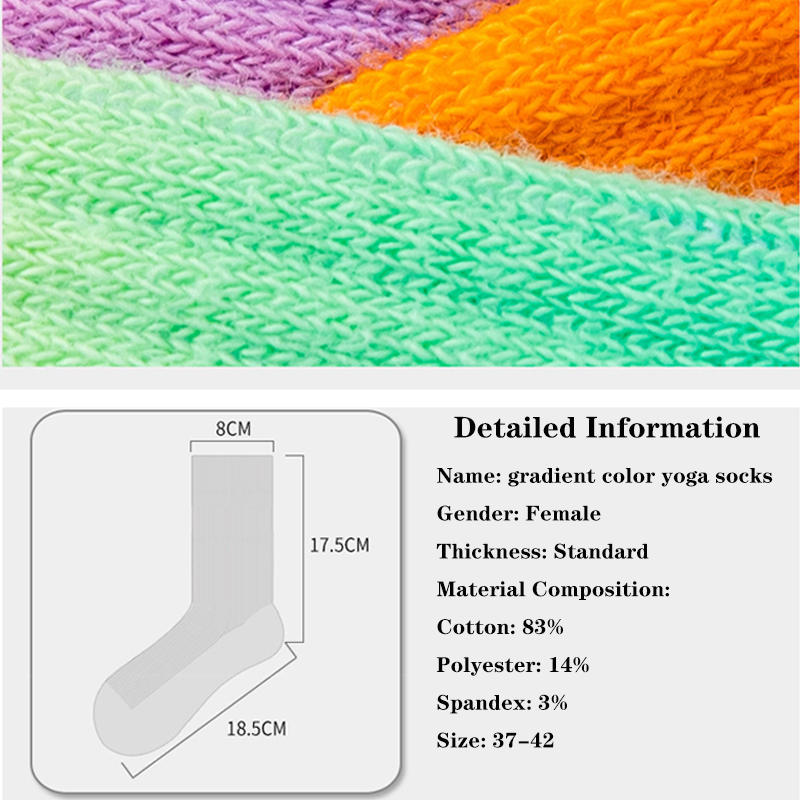 8CM
17.5CM
18.5CM
Detailed Information
Name: gradient color yoga socks
Gender: Female
Thickness: Standard
Material Composition:
Cotton: 83%
Polyester: 14%
Spandex: 3%
Size: 37-42